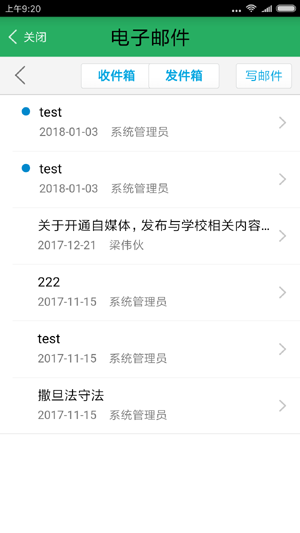 上午9:20
关闭
电子邮件
收件箱 发件箱 写邮件
test
2018-01-03 系统管理员
test
2018-01-03 系统管理员
关于开通自媒体，发布与学校相关内容...
2017-12-21 梁伟伙
222
2017-11-15 系统管理员
test
2017-11-15 系统管理员
撒旦法守法
2017-11-15 系统管理员